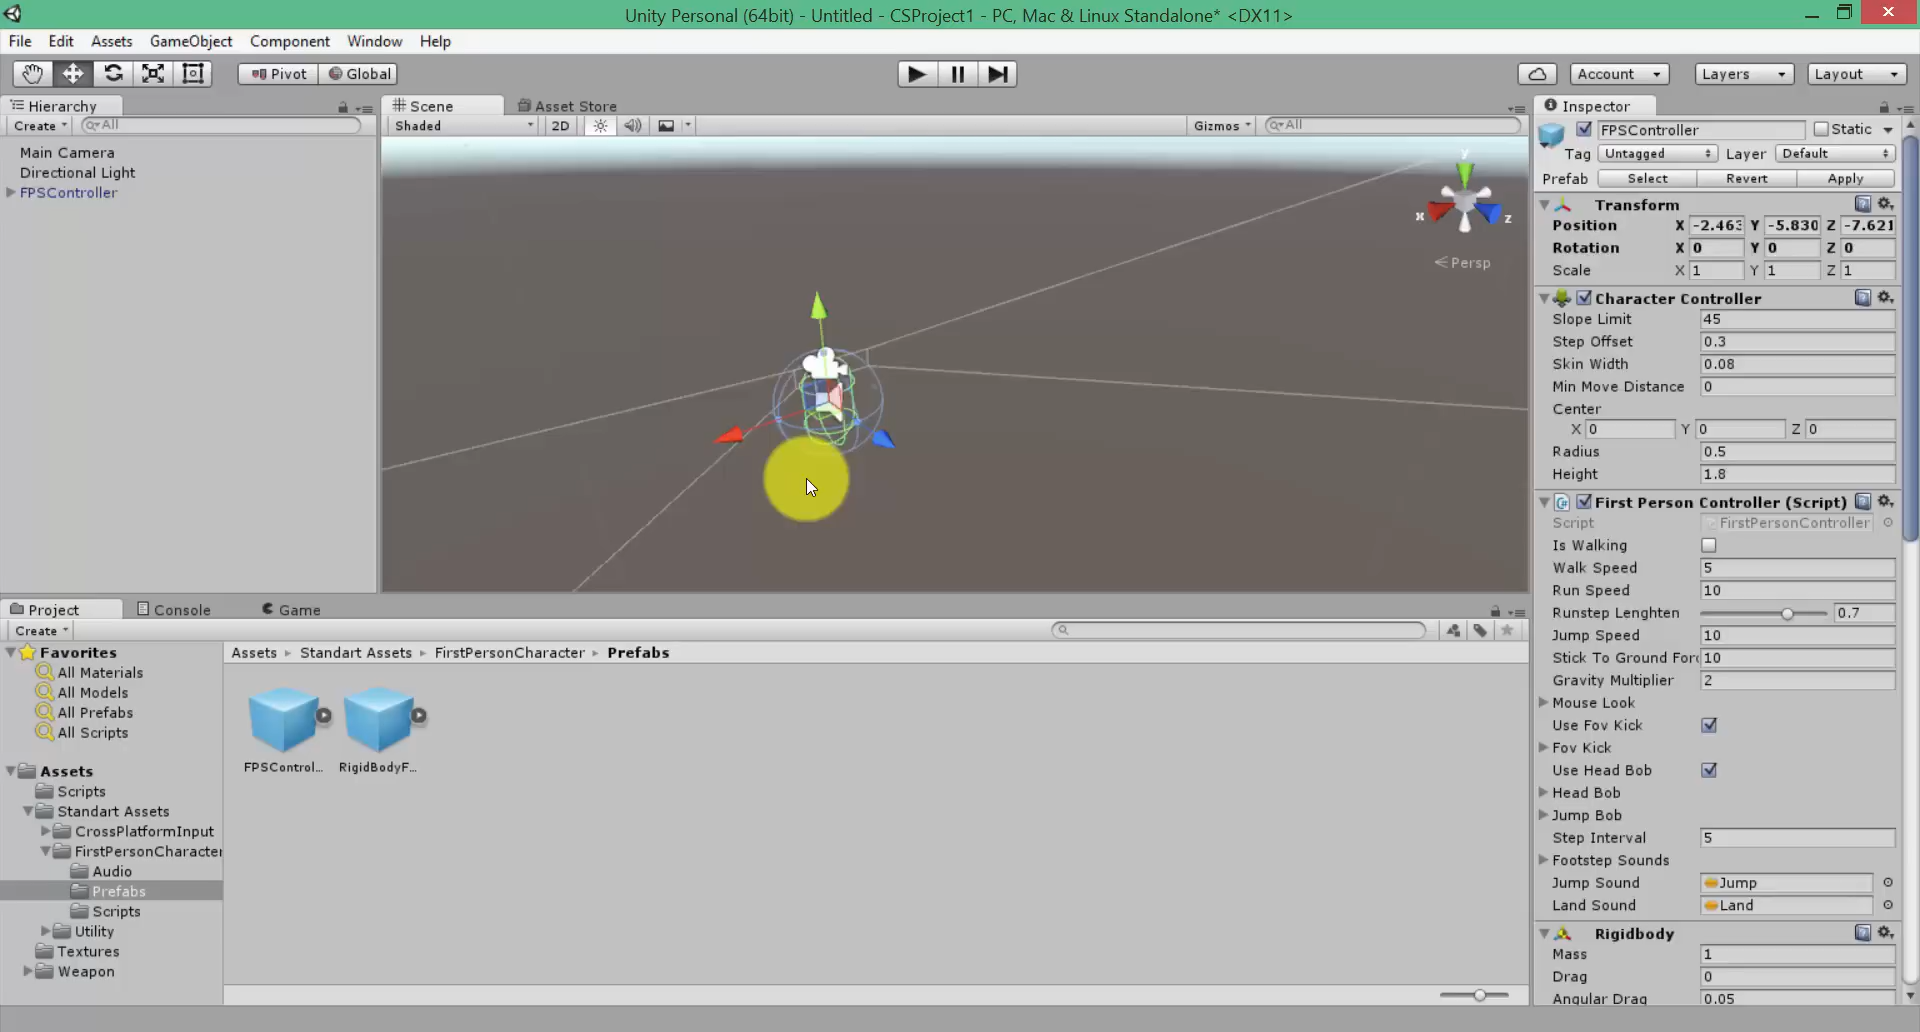 Unity Personal (64bit) - Untitled - CSProject1 - PC, Mac & Linux Standalone* <DX11>
File Edit Assets GameObject Component Window Help
Pivot Global Account Layers Layout
Hierarchy
Create All
Main Camera
Directional Light
FPSController
Scene Asset Store
Shaded 2D Gizmos All
y
x z
Persp
Inspector
FPSController Static
Tag Untagged Layer Default
Prefab Select Revert Apply
Transform
Position X -2.463 Y -5.830 Z -7.621
Rotation X 0 Y 0 Z 0
Scale X 1 Y 1 Z 1
Character Controller
Slope Limit 45
Step Offset 0.3
Skin Width 0.08
Min Move Distance 0
Center
X 0 Y 0 Z 0
Radius 0.5
Height 1.8
First Person Controller (Script)
Script FirstPersonController
Is Walking
Walk Speed 5
Run Speed 10
Runstep Lenghten 0.7
Jump Speed 10
Stick To Ground For 10
Gravity Multiplier 2
Mouse Look
Use Fov Kick
Fov Kick
Use Head Bob
Head Bob
Jump Bob
Step Interval 5
Footstep Sounds
Jump Sound Jump
Land Sound Land
Rigidbody
Mass 1
Drag 0
Angular Drag 0.05
Project Console Game
Create
Favorites
All Materials
All Models
All Prefabs
All Scripts
Assets
Scripts
Standart Assets
CrossPlatformInput
FirstPersonCharacter
Audio
Prefabs
Scripts
Utility
Textures
Weapon
Assets Standart Assets FirstPersonCharacter Prefabs
FPSControl... RigidBodyF...